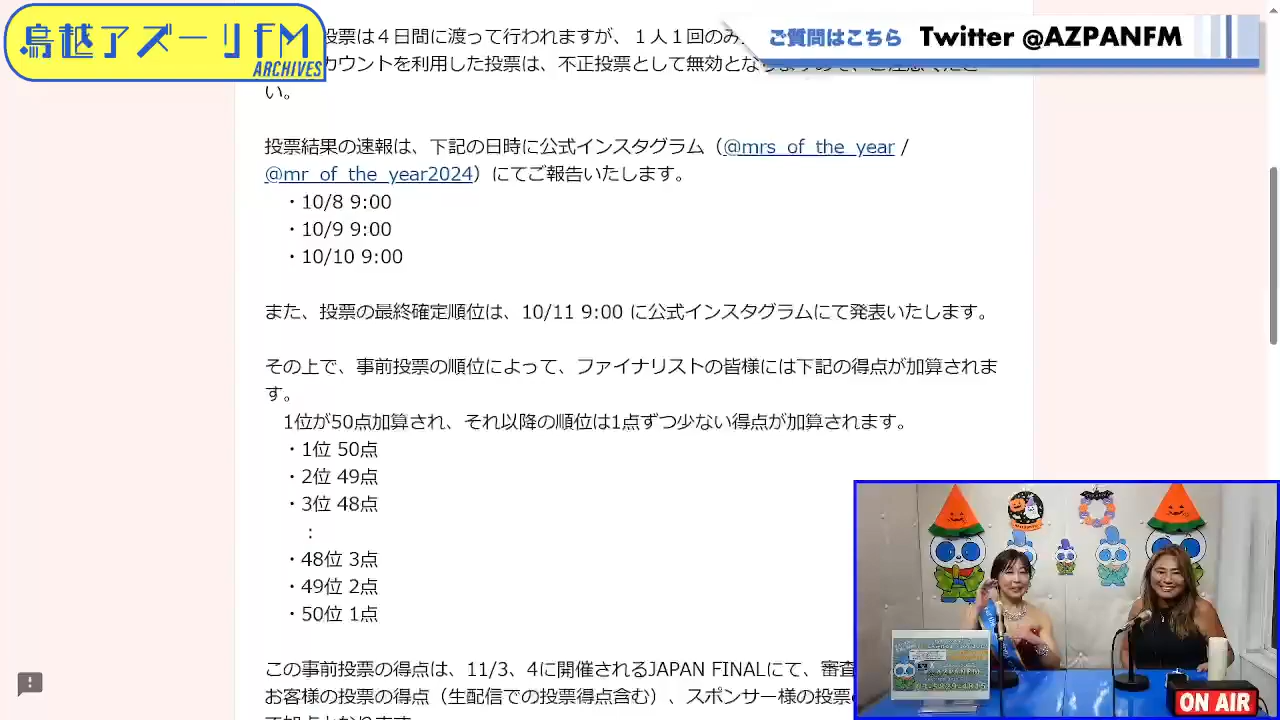 鳥越アズーリFM
ARCHIVES
ご質問はこちら Twitter @AZPANFM
投票は４日間に渡って行われますが、１人１回のみ
カウントを利用した投票は、不正投票として無効とな
い。
投票結果の速報は、下記の日時に公式インスタグラム（@mrs_of_the_year /
@mr_of_the_year2024）にてご報告いたします。
・10/8 9:00
・10/9 9:00
・10/10 9:00
また、投票の最終確定順位は、10/11 9:00 に公式インスタグラムにて発表いたします。
その上で、事前投票の順位によって、ファイナリストの皆様には下記の得点が加算されま
す。
1位が50点加算され、それ以降の順位は1点ずつ少ない得点が加算されます。
・1位 50点
・2位 49点
・3位 48点
：
・48位 3点
・49位 2点
・50位 1点
この事前投票の得点は、11/3、4に開催されるJAPAN FINALにて、審査
お客様の投票の得点（生配信での投票得点含む）、スポンサー様の投票
ON AIR